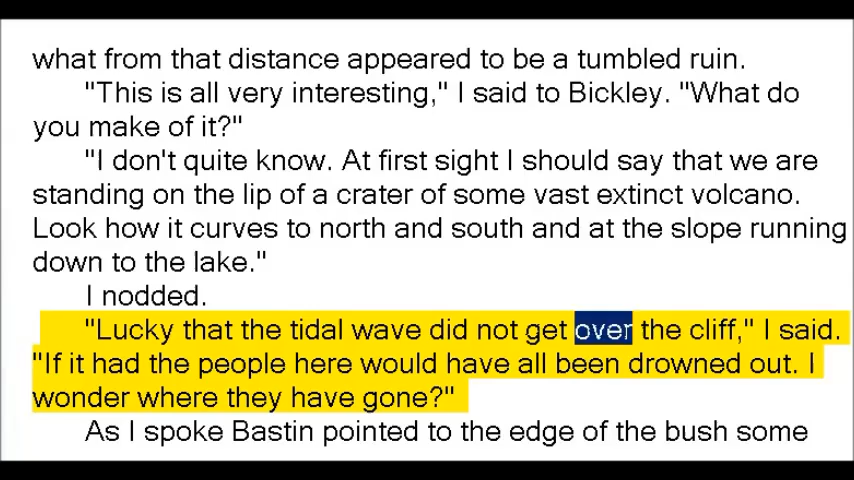 what from that distance appeared to be a tumbled ruin.
"This is all very interesting," I said to Bickley. "What do
you make of it?"
"I don't quite know. At first sight I should say that we are
standing on the lip of a crater of some vast extinct volcano.
Look how it curves to north and south and at the slope running
down to the lake."
I nodded.
"Lucky that the tidal wave did not get over the cliff," I said.
"If it had the people here would have all been drowned out. I
wonder where they have gone?"
As I spoke Bastin pointed to the edge of the bush some